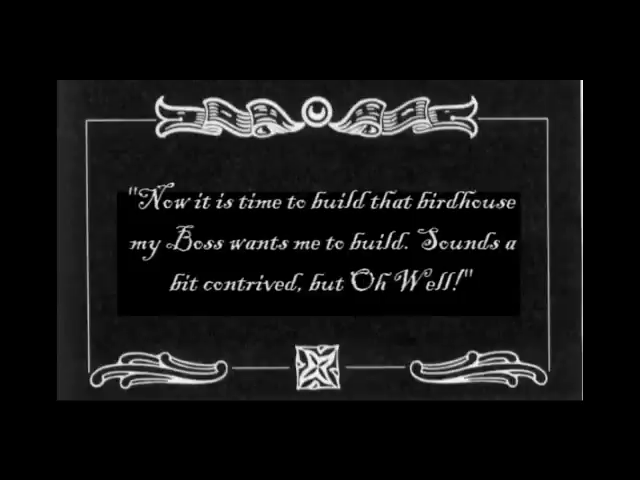 "Now it is time to build that birdhouse
my Boss wants me to build. Sounds a
bit contrived, but Oh Well!"